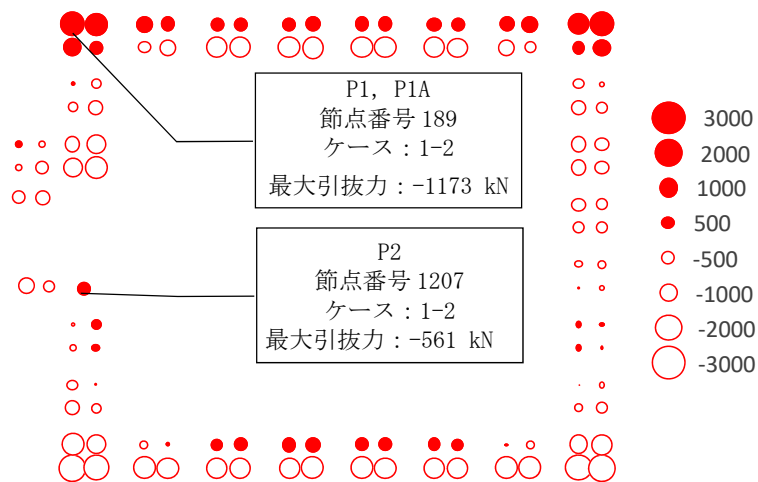 P1, P1A
節点番号 189
ケース：1-2
最大引抜力：-1173 kN
P2
節点番号 1207
ケース：1-2
最大引抜力：-561 kN
3000
2000
1000
500
-500
-1000
-2000
-3000